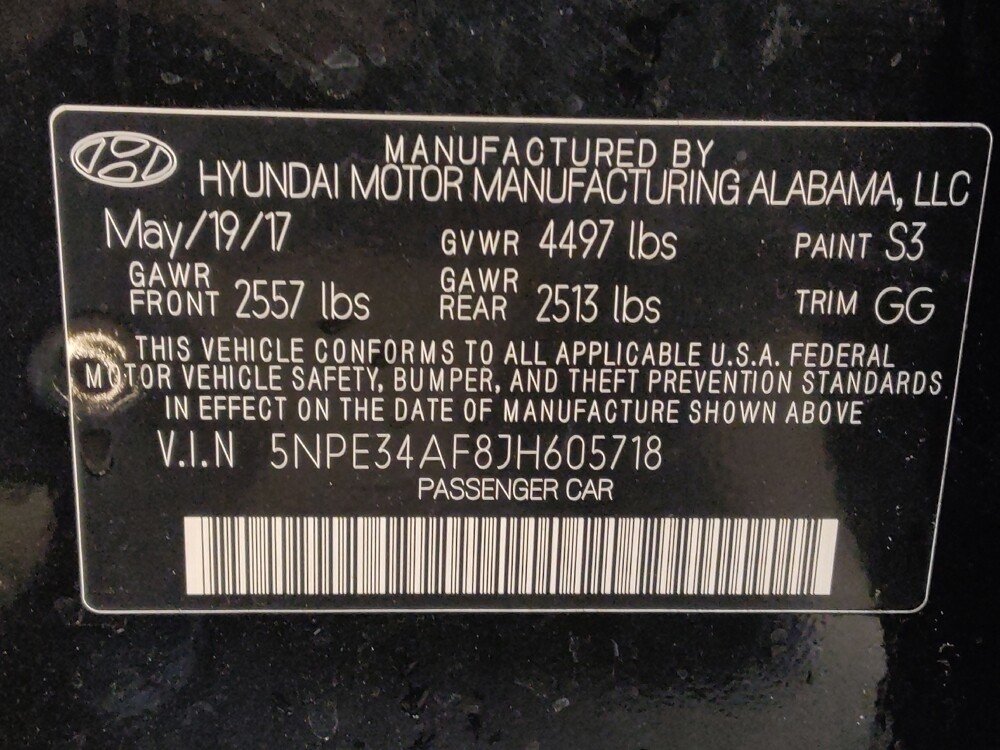 MANUFACTURED BY
HYUNDAI MOTOR MANUFACTURING ALABAMA, LLC
May/19/17 GVWR 4497 lbs PAINT S3
GAWR FRONT 2557 lbs GAWR REAR 2513 lbs TRIM GG
THIS VEHICLE CONFORMS TO ALL APPLICABLE U.S.A. FEDERAL
MOTOR VEHICLE SAFETY, BUMPER, AND THEFT PREVENTION STANDARDS
IN EFFECT ON THE DATE OF MANUFACTURE SHOWN ABOVE
V.I.N 5NPE34AF8JH605718
PASSENGER CAR